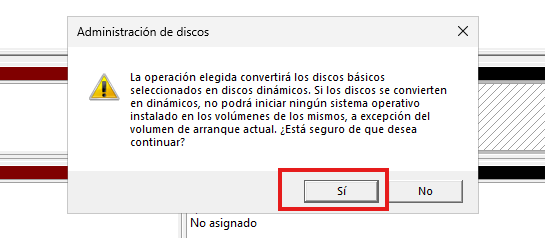 Administración de discos
La operación elegida convertirá los discos básicos
seleccionados en discos dinámicos. Si los discos se convierten
en dinámicos, no podrá iniciar ningún sistema operativo
instalado en los volúmenes de los mismos, a excepción del
volumen de arranque actual. ¿Está seguro de que desea
continuar?
Sí
No
No asignado